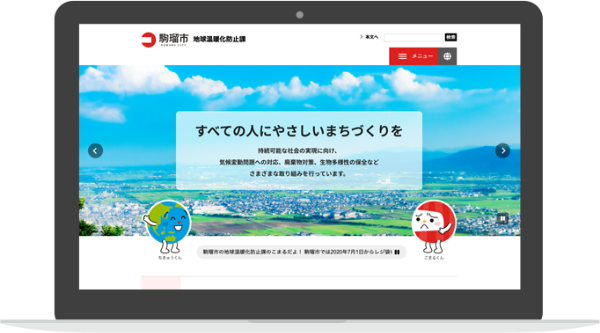 駒瑠市 地球温暖化防止課
KOMARU CITY
本文へ
検索
メニュー
すべての人にやさしいまちづくりを
持続可能な社会の実現に向け、
気候変動問題への対応、廃棄物対策、生物多様性の保全など
さまざまな取り組みを行っています。
ちきゅうくん
駒瑠市の地球温暖化防止課のこまるだよ！ 駒瑠市では2020年7月1日からレジ袋
こまるくん